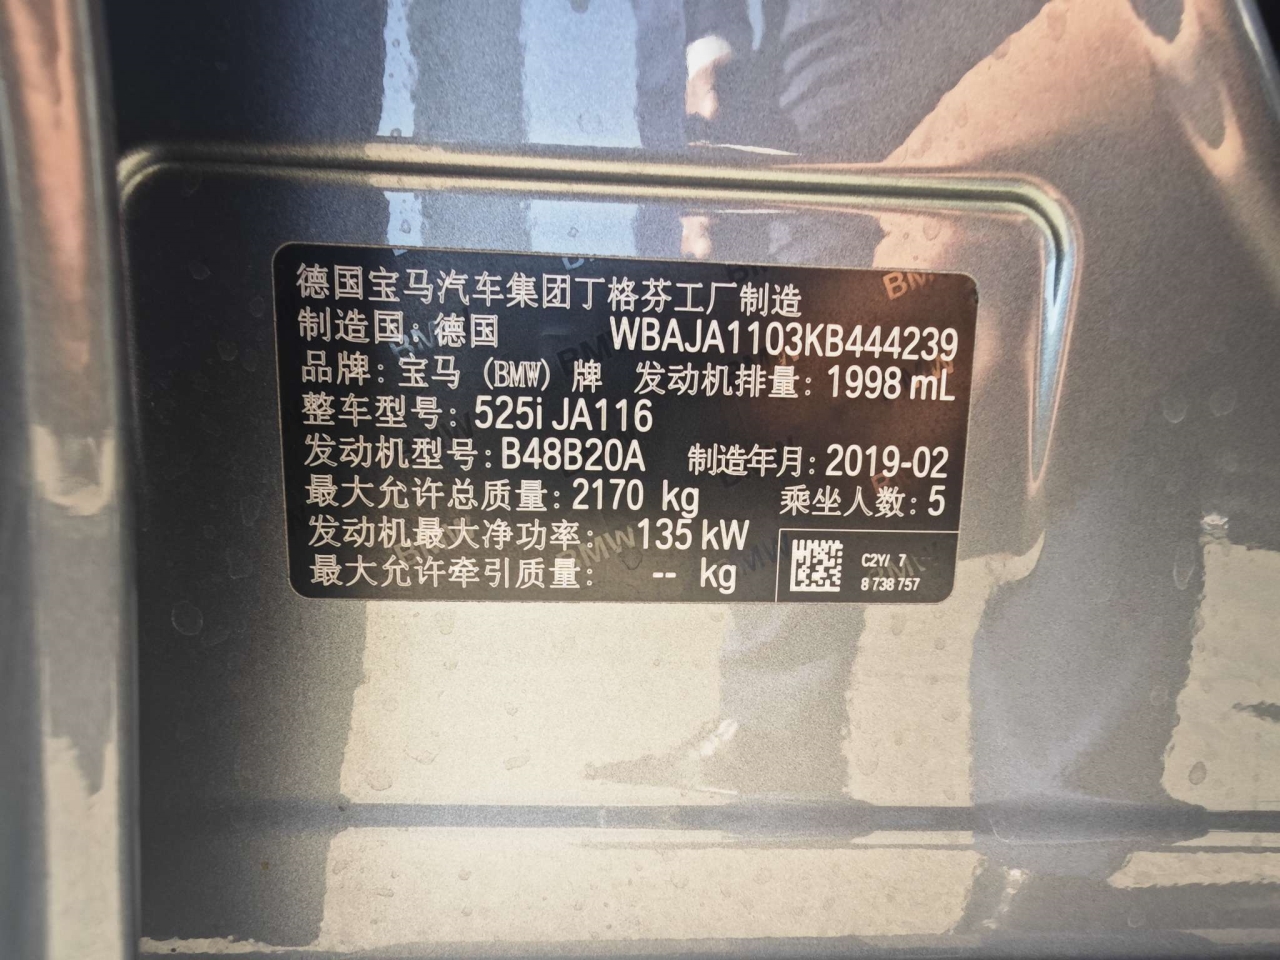 德国宝马汽车集团丁格芬工厂制造
制造国：德国 WBAJA1103KB444239
品牌：宝马（BMW）牌 发动机排量：1998 mL
整车型号：525i JA116
发动机型号：B48B20A 制造年月：2019-02
最大允许总质量：2170 kg 乘坐人数：5
发动机最大净功率： 135 kW
最大允许牵引质量： -- kg
C2Y/ 7
8 738 757